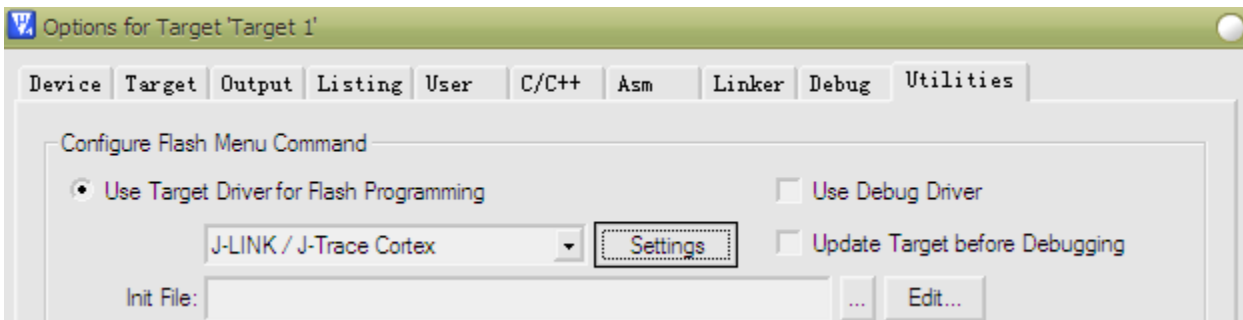 Options for Target 'Target 1'
Device Target Output Listing User C/C++ Asm Linker Debug Utilities
Configure Flash Menu Command
Use Target Driver for Flash Programming Use Debug Driver
J-LINK / J-Trace Cortex Settings Update Target before Debugging
Init File: ... Edit...